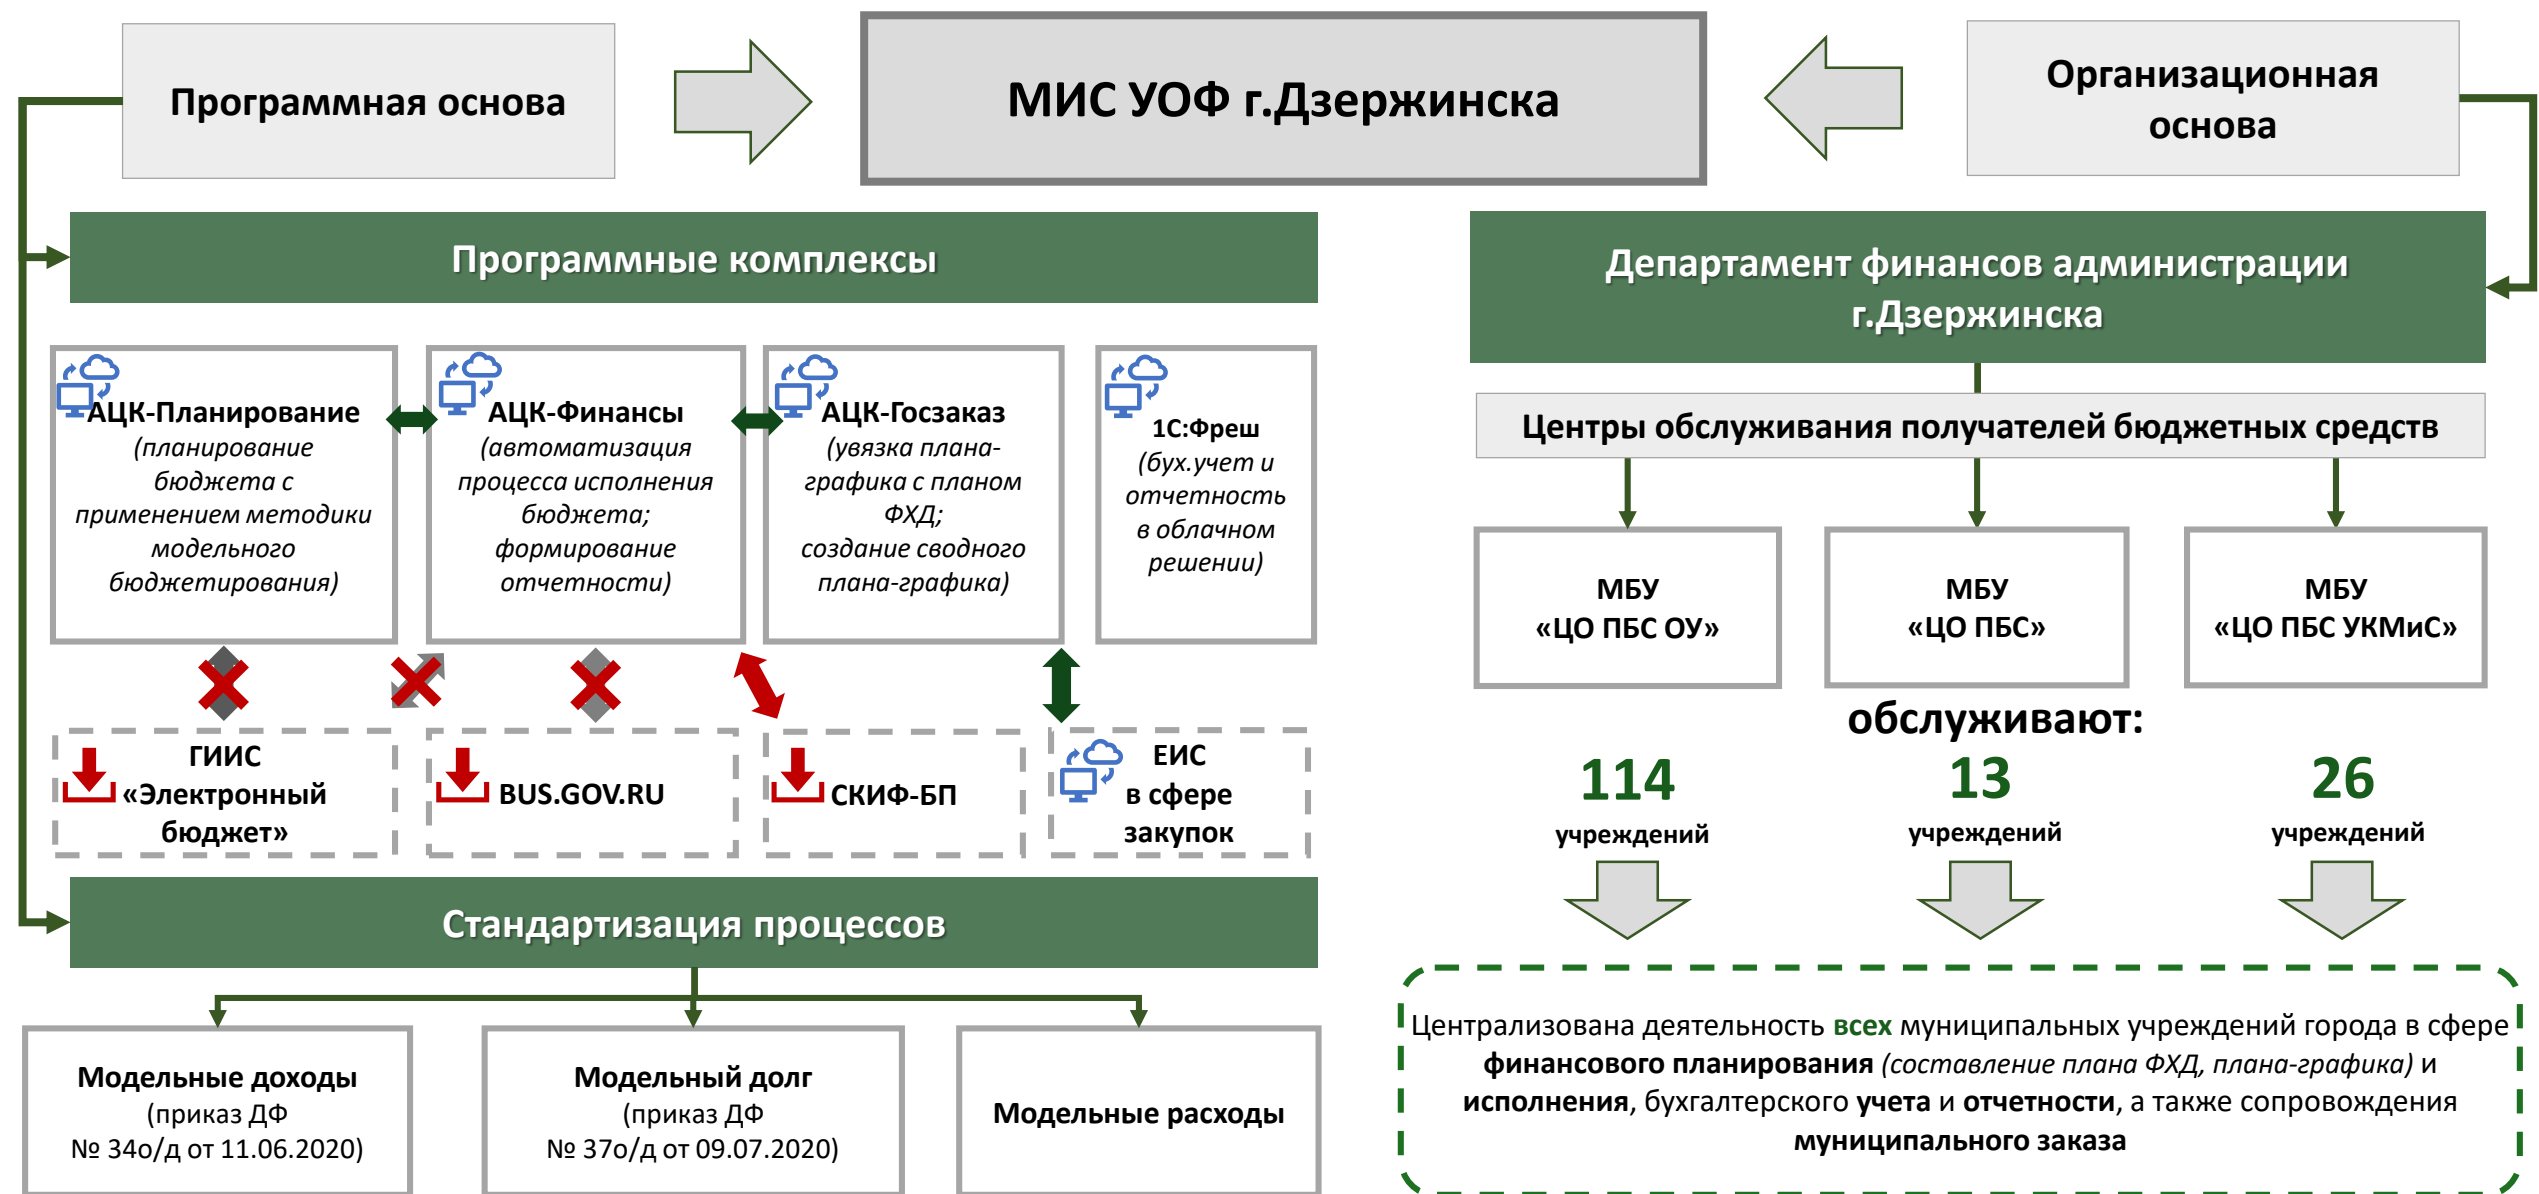 Программная основа
МИС УОФ г.Дзержинска
Организационная
основа
Программные комплексы
АЦК-Планирование
(планирование
бюджета с
применением методики
модельного
бюджетирования)
АЦК-Финансы
(автоматизация
процесса исполнения
бюджета;
формирование
отчетности)
АЦК-Госзаказ
(увязка плана-
графика с планом
ФХД;
создание сводного
плана-графика)
1С:Фреш
(бух.учет и
отчетность
в облачном
решении)
ГИИС
«Электронный
бюджет»
BUS.GOV.RU
СКИФ-БП
ЕИС
в сфере
закупок
Стандартизация процессов
Модельные доходы
(приказ ДФ
№ 34о/д от 11.06.2020)
Модельный долг
(приказ ДФ
№ 37о/д от 09.07.2020)
Модельные расходы
Департамент финансов администрации
г.Дзержинска
Центры обслуживания получателей бюджетных средств
МБУ
«ЦО ПБС ОУ»
МБУ
«ЦО ПБС»
МБУ
«ЦО ПБС УКМиС»
обслуживают:
114
учреждений
13
учреждений
26
учреждений
Централизована деятельность всех муниципальных учреждений города в сфере
финансового планирования (составление плана ФХД, плана-графика) и
исполнения, бухгалтерского учета и отчетности, а также сопровождения
муниципального заказа